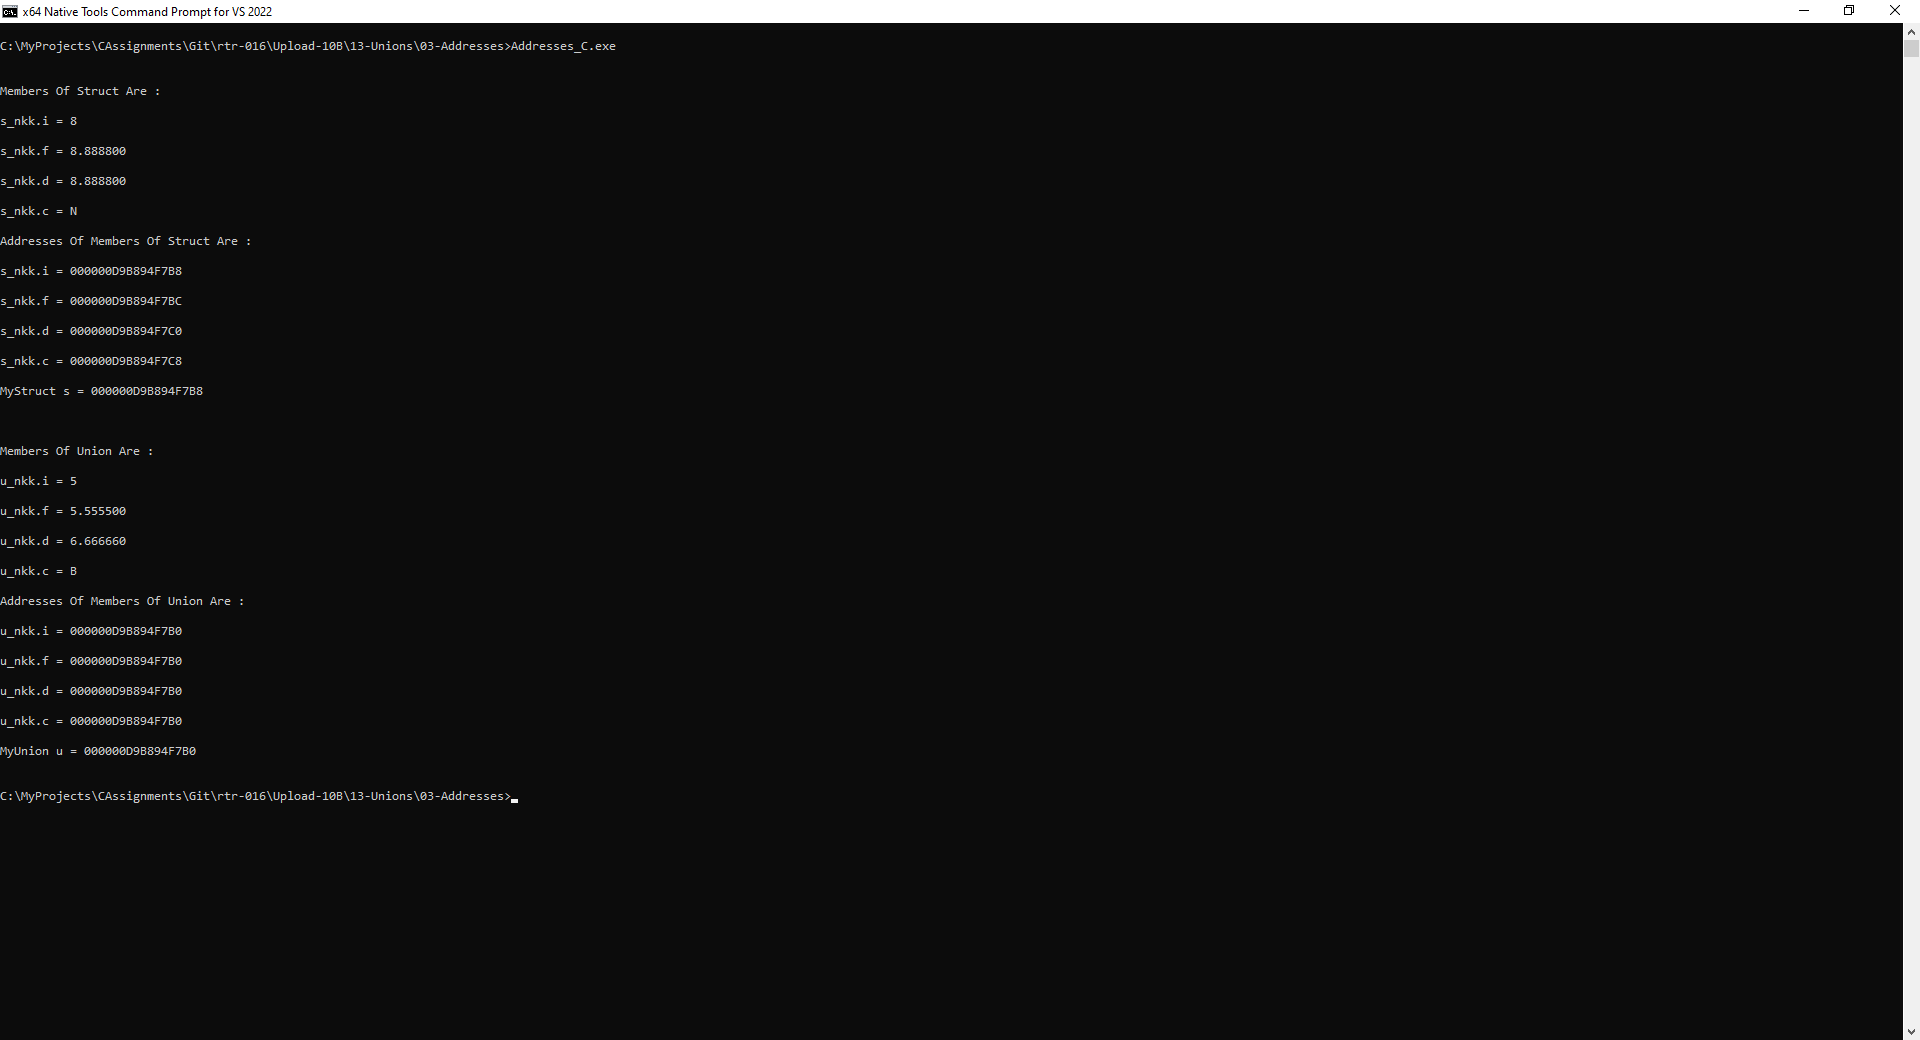 x64 Native Tools Command Prompt for VS 2022
C:\MyProjects\CAssignments\Git\rtr-016\Upload-10B\13-Unions\03-Addresses>Addresses_C.exe
Members Of Struct Are :
s_nkk.i = 8
s_nkk.f = 8.888800
s_nkk.d = 8.888800
s_nkk.c = N
Addresses Of Members Of Struct Are :
s_nkk.i = 000000D9B894F7B8
s_nkk.f = 000000D9B894F7BC
s_nkk.d = 000000D9B894F7C0
s_nkk.c = 000000D9B894F7C8
MyStruct s = 000000D9B894F7B8
Members Of Union Are :
u_nkk.i = 5
u_nkk.f = 5.555500
u_nkk.d = 6.666660
u_nkk.c = B
Addresses Of Members Of Union Are :
u_nkk.i = 000000D9B894F7B0
u_nkk.f = 000000D9B894F7B0
u_nkk.d = 000000D9B894F7B0
u_nkk.c = 000000D9B894F7B0
MyUnion u = 000000D9B894F7B0
C:\MyProjects\CAssignments\Git\rtr-016\Upload-10B\13-Unions\03-Addresses>